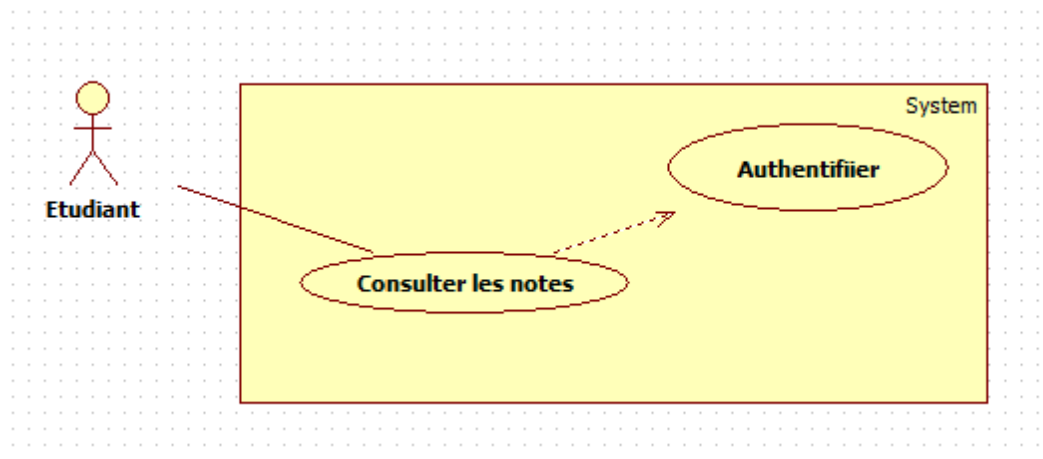 System
Authentifiier
Etudiant
Consulter les notes